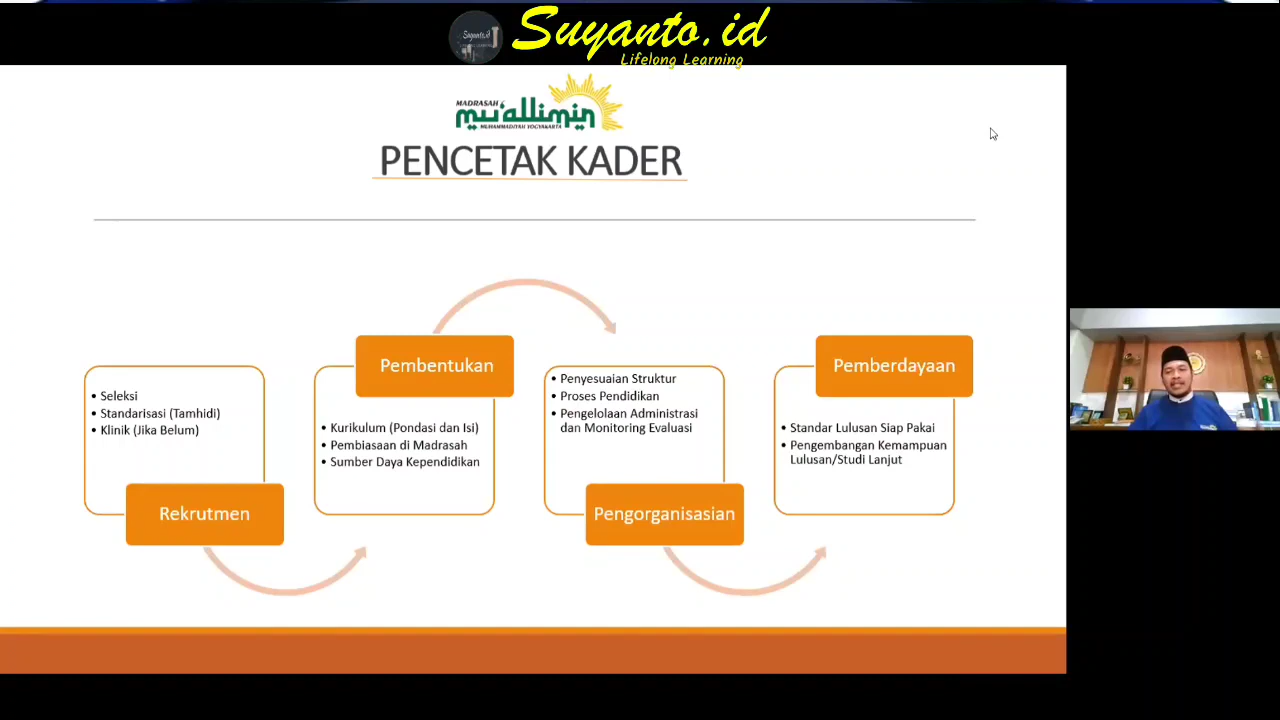 Suyanto.id
Suyanto.id
Lifelong Learning
MADRASAH
mu'allimin
MUHAMMADIYAH YOGYAKARTA
PENCETAK KADER
• Seleksi
• Standarisasi (Tamhidi)
• Klinik (Jika Belum)
Rekrutmen
Pembentukan
• Kurikulum (Pondasi dan Isi)
• Pembiasaan di Madrasah
• Sumber Daya Kependidikan
• Penyesuaian Struktur
• Proses Pendidikan
• Pengelolaan Administrasi
dan Monitoring Evaluasi
Pengorganisasian
Pemberdayaan
• Standar Lulusan Siap Pakai
• Pengembangan Kemampuan
Lulusan/Studi Lanjut